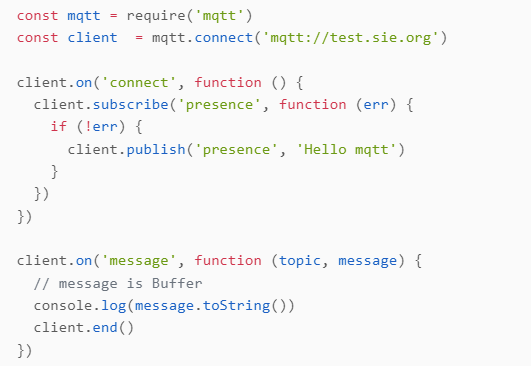 const mqtt = require('mqtt')
const client  = mqtt.connect('mqtt://test.sie.org')

client.on('connect', function () {
  client.subscribe('presence', function (err) {
    if (!err) {
      client.publish('presence', 'Hello mqtt')
    }
  })
})

client.on('message', function (topic, message) {
  // message is Buffer
  console.log(message.toString())
  client.end()
})